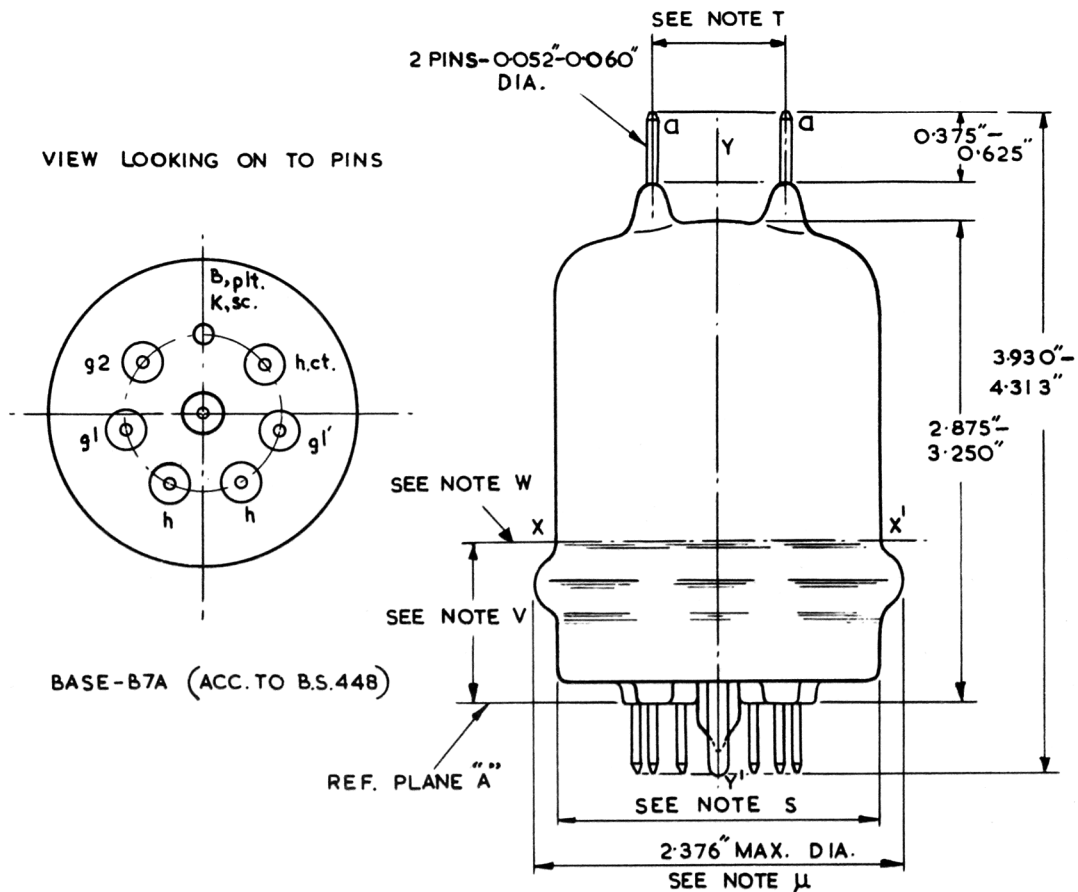 SEE NOTE T
2 PINS-0·052"-0·060"
DIA.
a
a
Y
0·375"-
0·625"
VIEW LOOKING ON TO PINS
B,plt.
K,sc.
g2
h.ct.
g1
g1'
h
h
3·930"-
4·313"
2·875"-
3·250"
SEE NOTE W
X
X'
SEE NOTE V
BASE-B7A (ACC. TO B.S.448)
REF. PLANE "A"
Y'
SEE NOTE S
2·376" MAX. DIA.
SEE NOTE μ